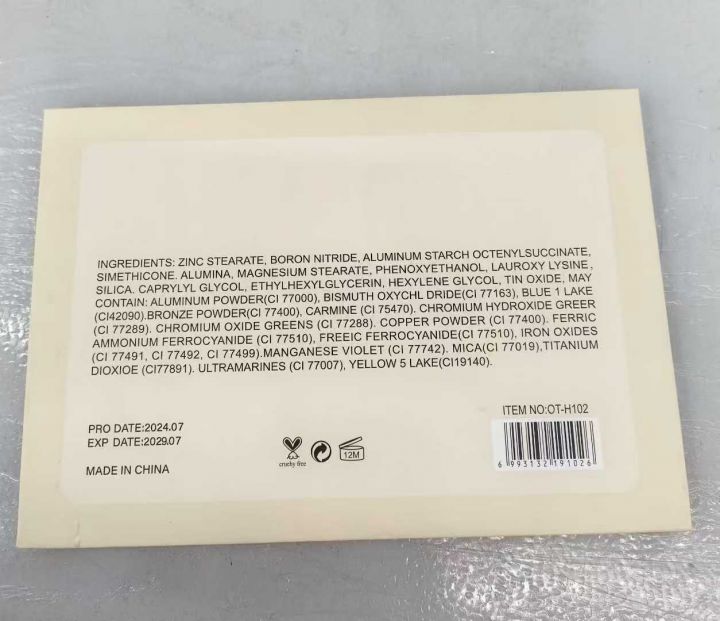 INGREDIENTS: ZINC STEARATE, BORON NITRIDE, ALUMINUM STARCH OCTENYLSUCCINATE,
SIMETHICONE. ALUMINA, MAGNESIUM STEARATE, PHENOXYETHANOL, LAUROXY LYSINE,
SILICA. CAPRYLYL GLYCOL, ETHYLHEXYLGLYCERIN, HEXYLENE GLYCOL, TIN OXIDE, MAY
CONTAIN: ALUMINUM POWDER(CI 77000), BISMUTH OXYCHL DRIDE(CI 77163), BLUE 1 LAKE
(CI42090).BRONZE POWDER(CI 77400), CARMINE (CI 75470). CHROMIUM HYDROXIDE GREER
(CI 77289). CHROMIUM OXIDE GREENS (CI 77288). COPPER POWDER (CI 77400). FERRIC
AMMONIUM FERROCYANIDE (CI 77510), FREEIC FERROCYANIDE(CI 77510), IRON OXIDES
(CI 77491, CI 77492, CI 77499).MANGANESE VIOLET (CI 77742). MICA(CI 77019),TITANIUM
DIOXIOE (CI77891). ULTRAMARINES (CI 77007), YELLOW 5 LAKE(CI19140).
ITEM NO:OT-H102
PRO DATE:2024.07
EXP DATE:2029.07
cruelty free
12M
6 993132 191026
MADE IN CHINA